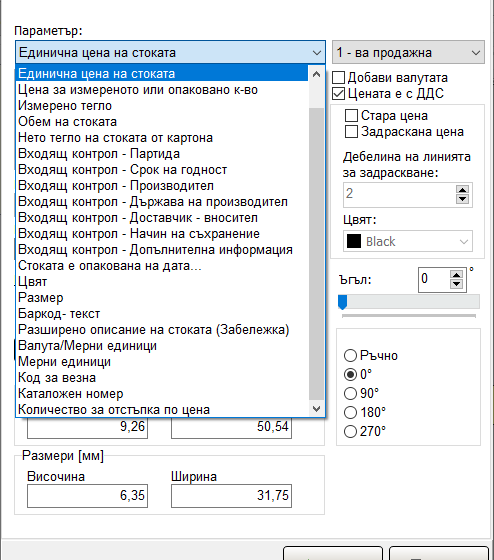 Параметър:
Единична цена на стоката
1 - ва продажна
Единична цена на стоката
Цена за измереното или опаковано к-во
Измерено тегло
Обем на стоката
Нето тегло на стоката от картона
Входящ контрол - Партида
Входящ контрол - Срок на годност
Входящ контрол - Производител
Входящ контрол - Държава на производител
Входящ контрол - Доставчик - вносител
Входящ контрол - Начин на съхранение
Входящ контрол - Допълнителна информация
Стоката е опакована на дата...
Цвят
Размер
Баркод- текст
Разширено описание на стоката (Забележка)
Валута/Мерни единици
Мерни единици
Код за везна
Каталожен номер
Количество за отстъпка по цена
Добави валутата
Цената е с ДДС
Стара цена
Задраскана цена
Дебелина на линията
за задраскване:
2
Цвят:
Black
Ъгъл:
0
°
Ръчно
0°
90°
180°
270°
9,26
50,54
Размери [мм]
Височина
Ширина
6,35
31,75